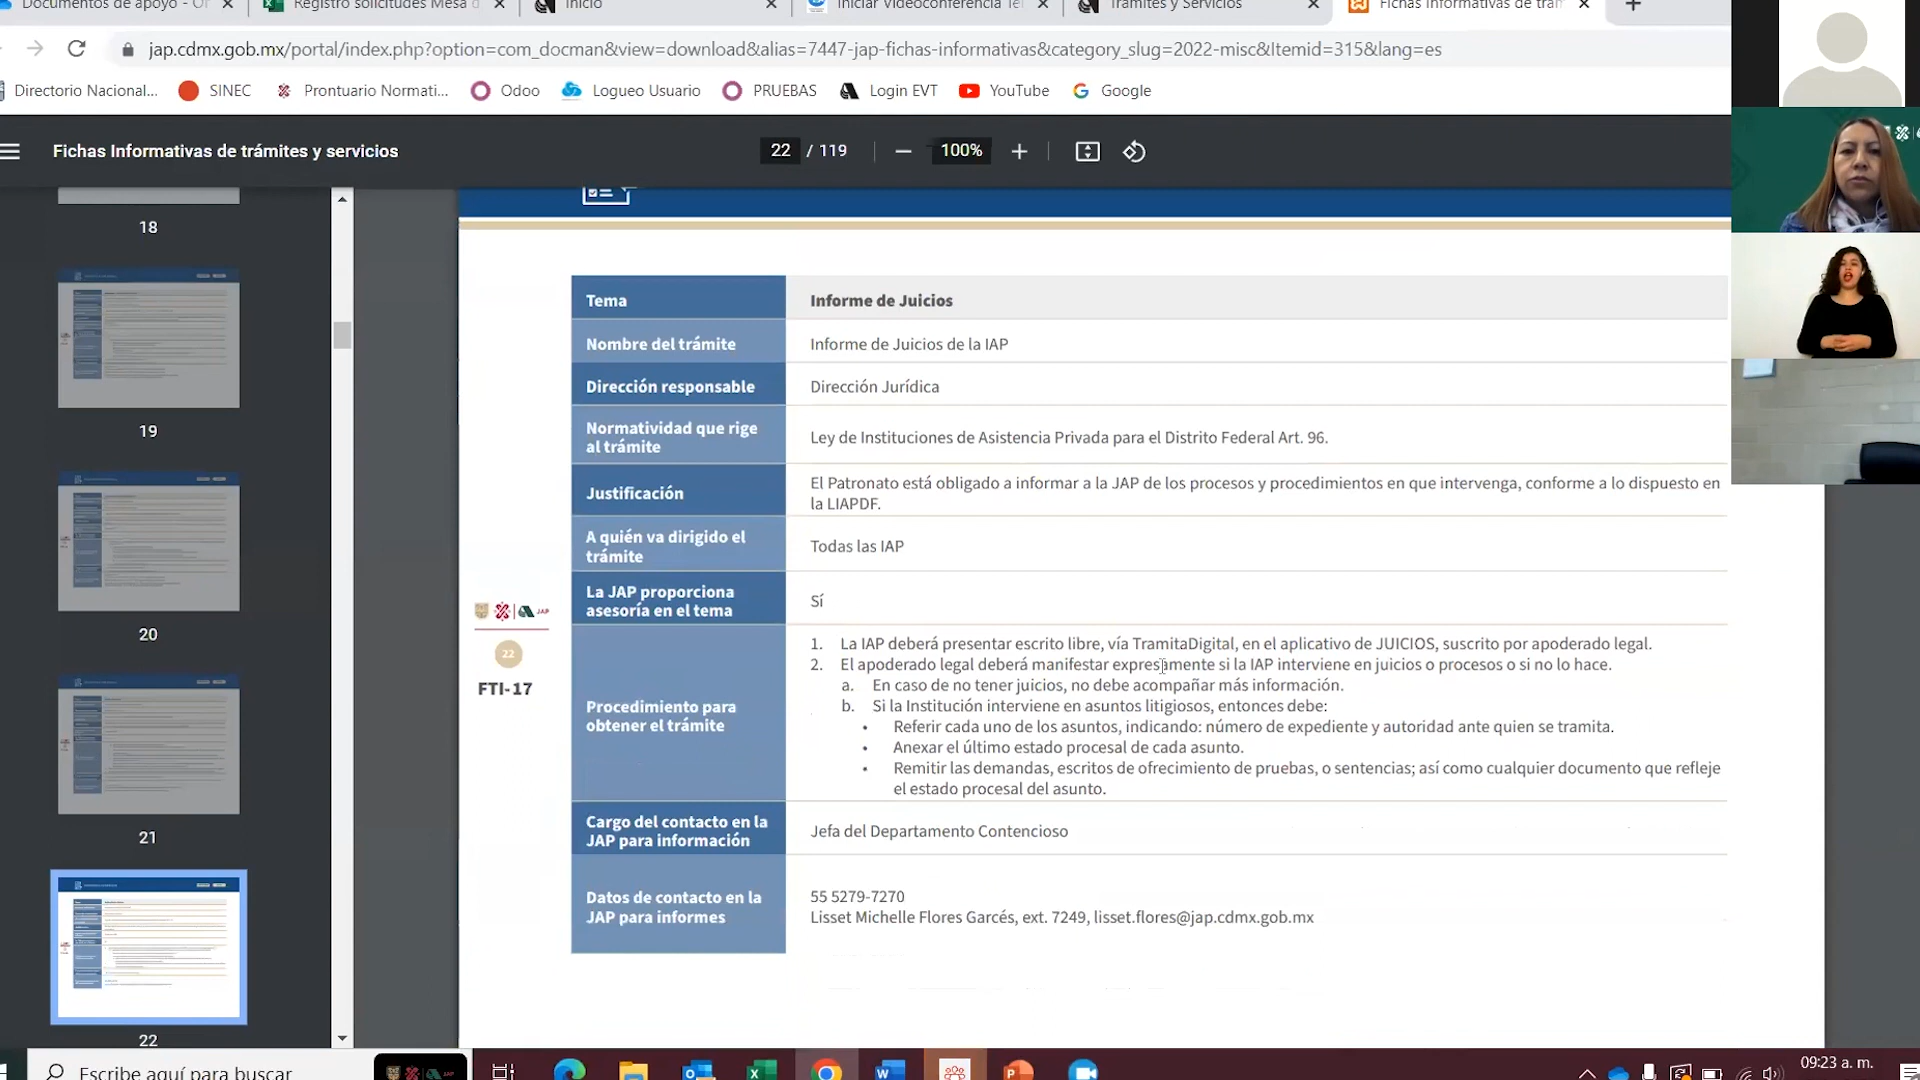 Documentos de apoyo - Or
Registro solicitudes Mesa d
Inicio
Iniciar Videoconferencia Tel
Trámites y Servicios
Fichas Informativas de trám
jap.cdmx.gob.mx/portal/index.php?option=com_docman&view=download&alias=7447-jap-fichas-informativas&category_slug=2022-misc&Itemid=315&lang=es
Directorio Nacional...
SINEC
Prontuario Normati...
Odoo
Logueo Usuario
PRUEBAS
Login EVT
YouTube
Google
Fichas Informativas de trámites y servicios
22 / 119
100%
18
19
20
21
22
Tema
Informe de Juicios
Nombre del trámite
Informe de Juicios de la IAP
Dirección responsable
Dirección Jurídica
Normatividad que rige
al trámite
Ley de Instituciones de Asistencia Privada para el Distrito Federal Art. 96.
Justificación
El Patronato está obligado a informar a la JAP de los procesos y procedimientos en que intervenga, conforme a lo dispuesto en
la LIAPDF.
A quién va dirigido el
trámite
Todas las IAP
La JAP proporciona
asesoría en el tema
Sí
JAP
22
FTI-17
Procedimiento para
obtener el trámite
1. La IAP deberá presentar escrito libre, vía TramitaDigital, en el aplicativo de JUICIOS, suscrito por apoderado legal.
2. El apoderado legal deberá manifestar expresamente si la IAP interviene en juicios o procesos o si no lo hace.
a. En caso de no tener juicios, no debe acompañar más información.
b. Si la Institución interviene en asuntos litigiosos, entonces debe:
• Referir cada uno de los asuntos, indicando: número de expediente y autoridad ante quien se tramita.
• Anexar el último estado procesal de cada asunto.
• Remitir las demandas, escritos de ofrecimiento de pruebas, o sentencias; así como cualquier documento que refleje
el estado procesal del asunto.
Cargo del contacto en la
JAP para información
Jefa del Departamento Contencioso
Datos de contacto en la
JAP para informes
55 5279-7270
Lisset Michelle Flores Garcés, ext. 7249, lisset.flores@jap.cdmx.gob.mx
Escribe aquí para buscar
09:23 a. m.